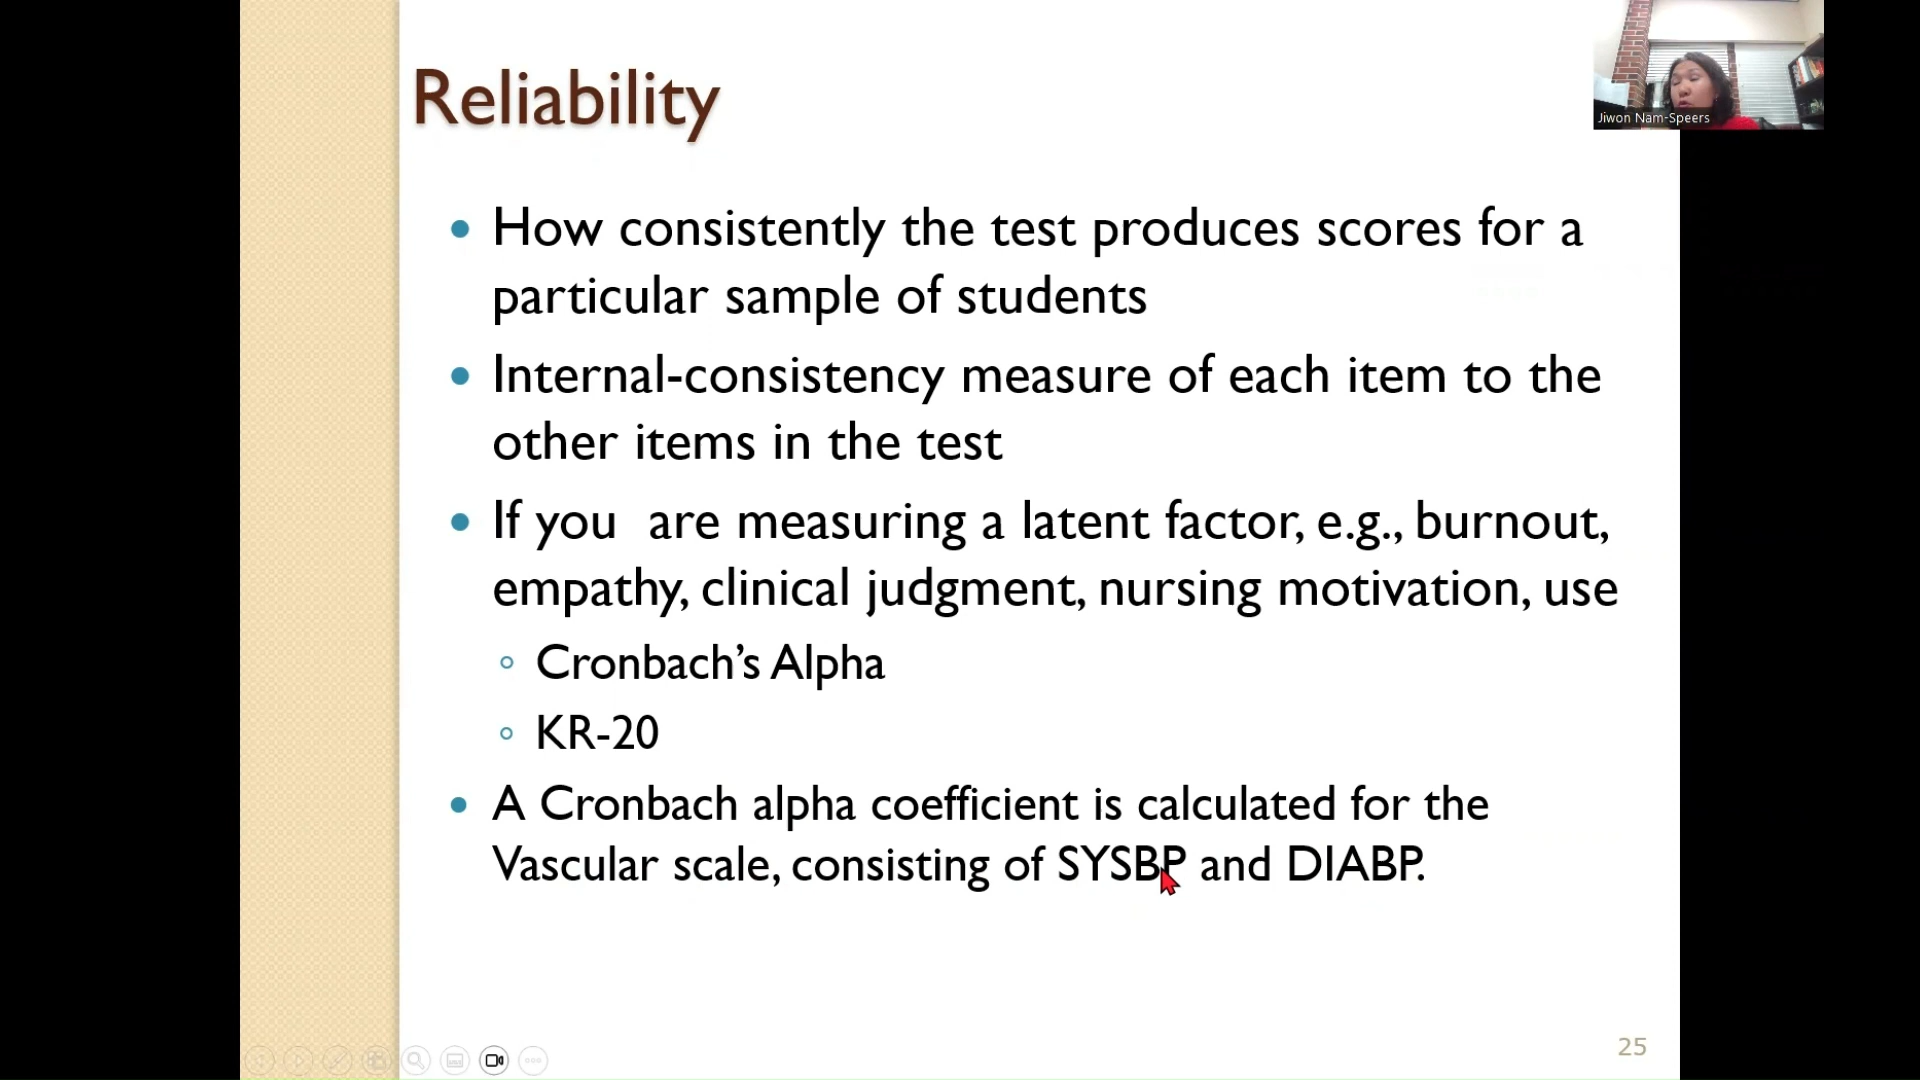 Reliability
Jiwon Nam-Speers
How consistently the test produces scores for a
particular sample of students
Internal-consistency measure of each item to the
other items in the test
If you  are measuring a latent factor, e.g., burnout,
empathy, clinical judgment, nursing motivation, use
Cronbach’s Alpha
KR-20
A Cronbach alpha coefficient is calculated for the
Vascular scale, consisting of SYSBP and DIABP.
25